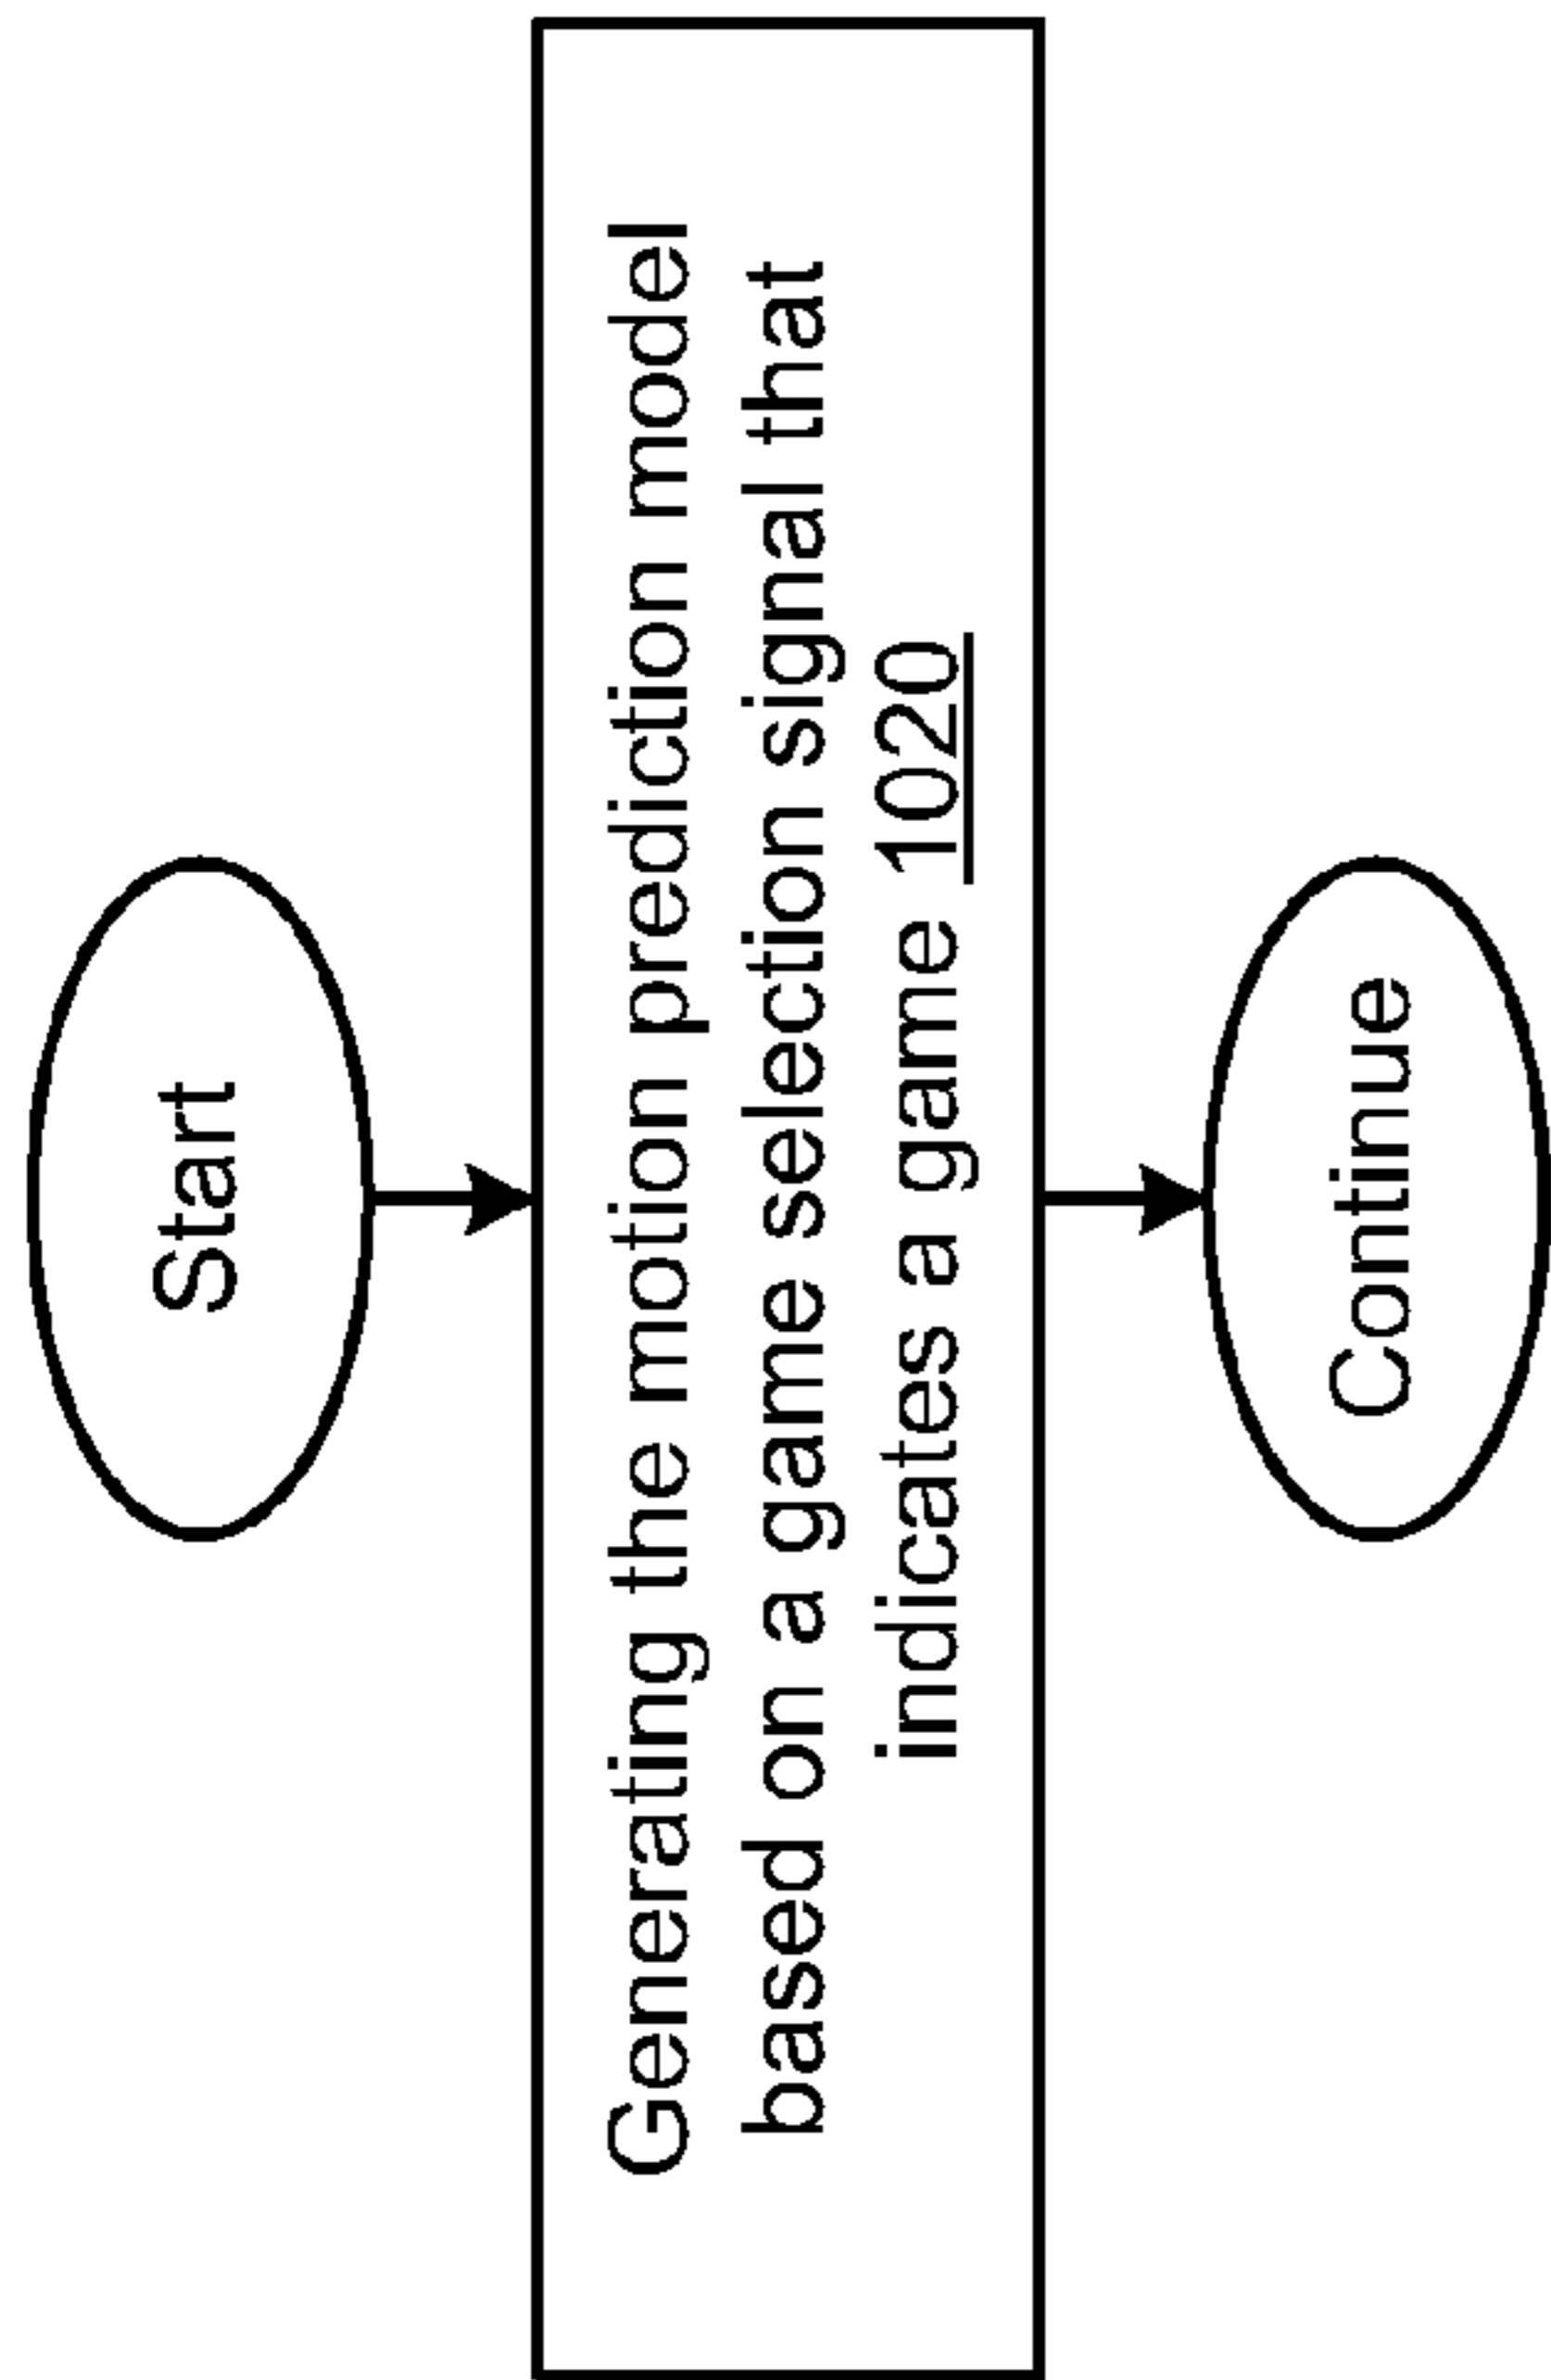 Start
Generating the motion prediction model
based on a game selection signal that
indicates a game 1020
Continue